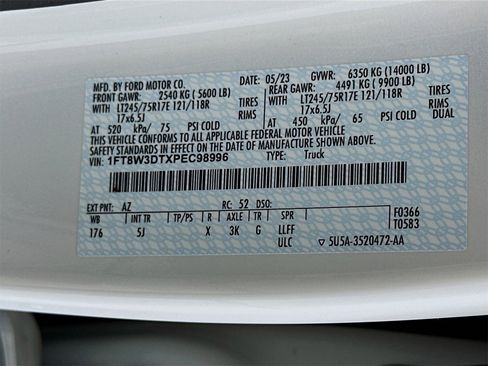 MFD. BY FORD MOTOR CO. 05/23 GVWR: 6350 KG (14000 LB)
FRONT GAWR: 2540 KG (5600 LB) REAR GAWR: 4491 KG (9900 LB)
WITH LT245/75R17E 121/118R TIRES WITH LT245/75R17E 121/118R TIRES
17x6.5J RIMS 17x6.5J RIMS
AT 520 kPa/ 75 PSI COLD AT 450 kPa/ 65 PSI COLD DUAL
THIS VEHICLE CONFORMS TO ALL APPLICABLE FEDERAL MOTOR VEHICLE
SAFETY STANDARDS IN EFFECT ON THE DATE OF MANUFACTURE SHOWN ABOVE.
VIN: 1FT8W3DTXPEC98996 TYPE: Truck
EXT PNT: AZ RC: 52 DSO:
WB INT TR TP/PS R AXLE TR SPR F0366
176 5J X 3K G LLFF T0583
ULC 5U5A-3520472-AA